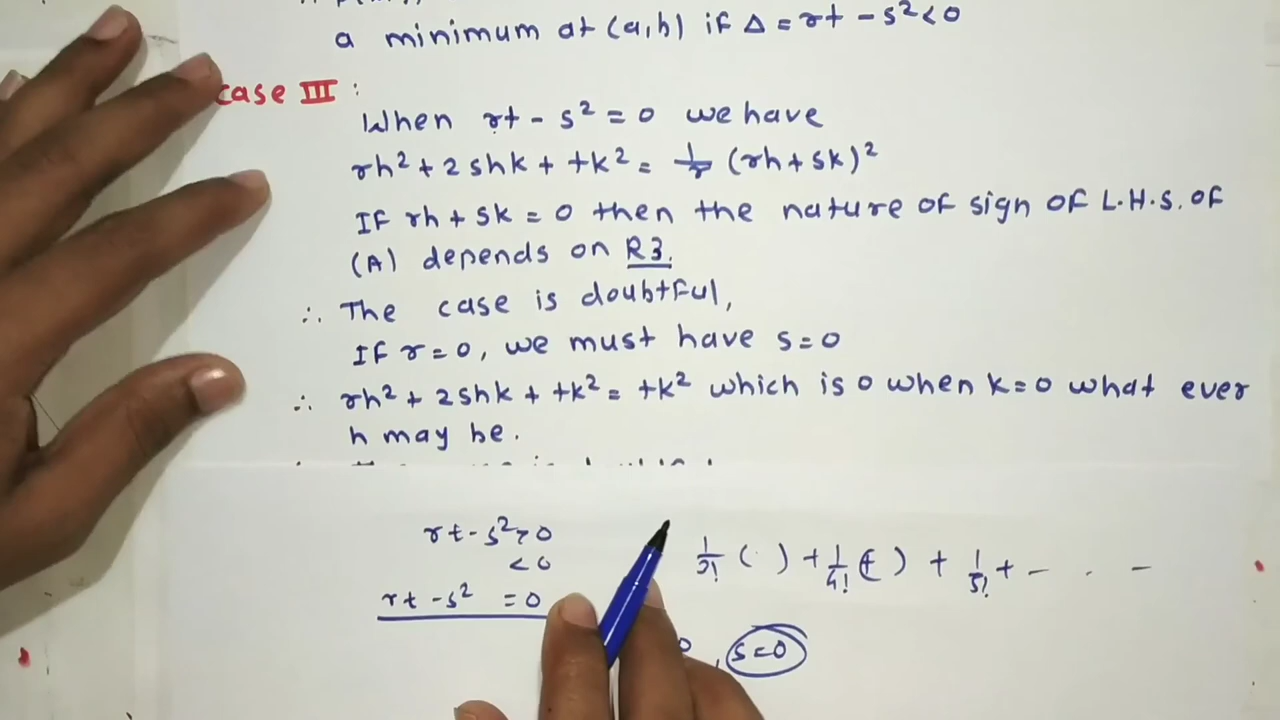 a minimum at (a,b) if Δ = rt - s² < 0
case III :
When rt - s² = 0 we have
rh² + 2shk + tk² = 1/r (rh + sk)²
If rh + sk = 0 then the nature of sign of L.H.S. of
(A) depends on R3.
∴ The case is doubtful,
If r = 0, we must have s = 0
∴ rh² + 2shk + tk² = tk² which is 0 when k = 0 what ever
h may be.
rt - s² > 0
< 0
rt - s² = 0
1/3! ( ) + 1/4! ( ) + 1/5! + - . . -
, s = 0